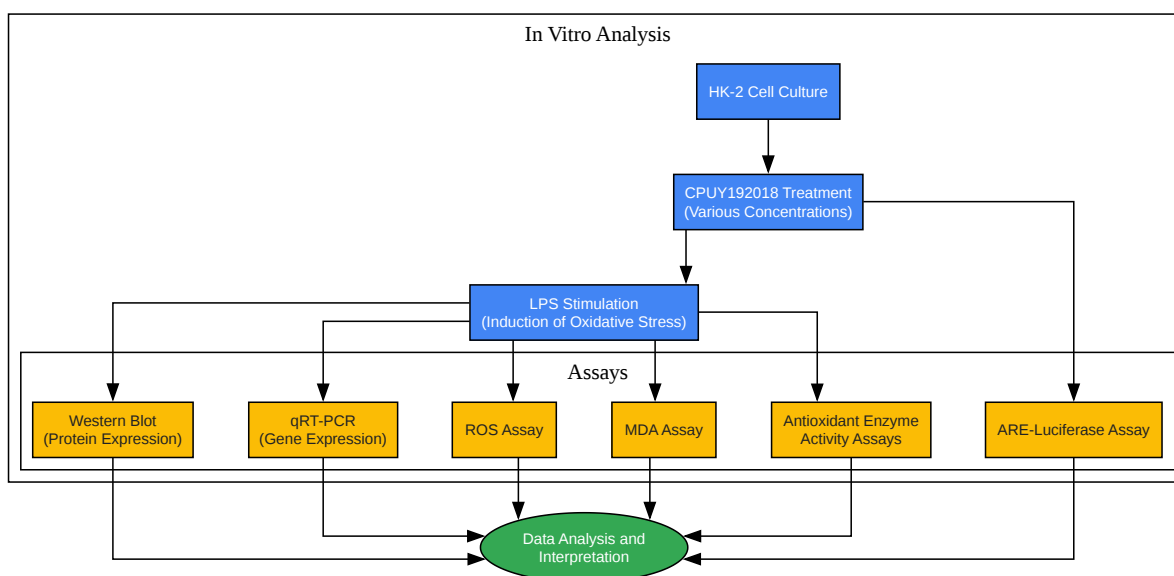 In Vitro Analysis
HK-2 Cell Culture
CPUY192018 Treatment
(Various Concentrations)
LPS Stimulation
(Induction of Oxidative Stress)
Assays
Western Blot
(Protein Expression)
qRT-PCR
(Gene Expression)
ROS Assay
MDA Assay
Antioxidant Enzyme
Activity Assays
ARE-Luciferase Assay
Data Analysis and
Interpretation